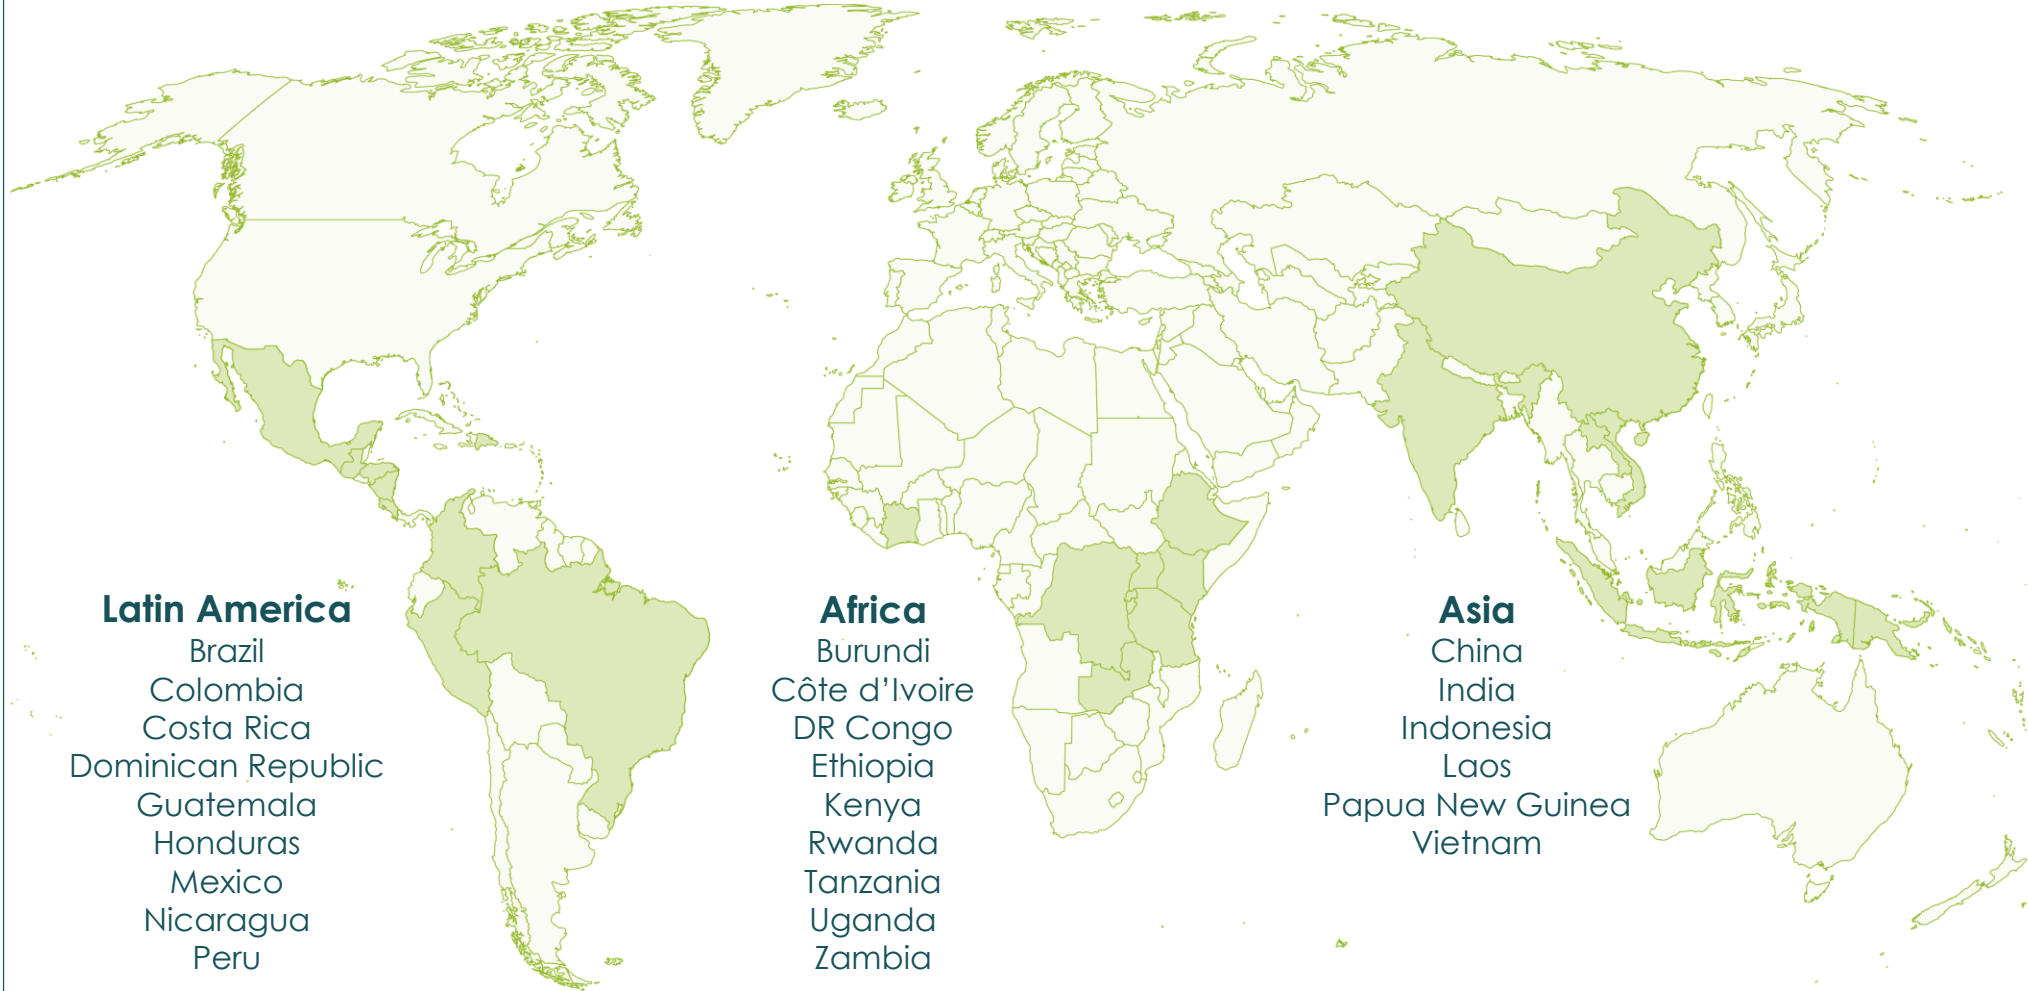 Latin America
Brazil
Colombia
Costa Rica
Dominican Republic
Guatemala
Honduras
Mexico
Nicaragua
Peru
Africa
Burundi
Côte d’Ivoire
DR Congo
Ethiopia
Kenya
Rwanda
Tanzania
Uganda
Zambia
Asia
China
India
Indonesia
Laos
Papua New Guinea
Vietnam